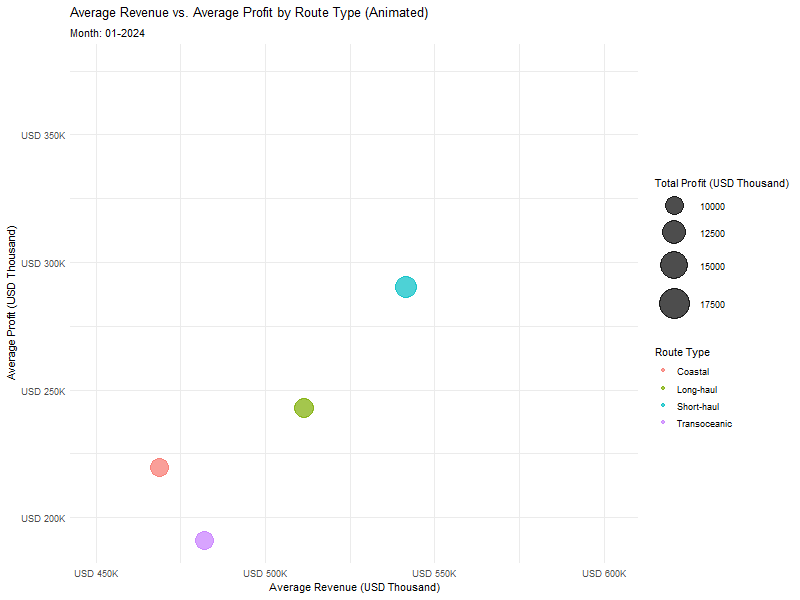 Average Revenue vs. Average Profit by Route Type (Animated)
Month: 01-2024
USD 350K
USD 300K
USD 250K
USD 200K
Average Profit (USD Thousand)
USD 450K
USD 500K
USD 550K
USD 600K
Average Revenue (USD Thousand)
Total Profit (USD Thousand)
10000
12500
15000
17500
Route Type
Coastal
Long-haul
Short-haul
Transoceanic